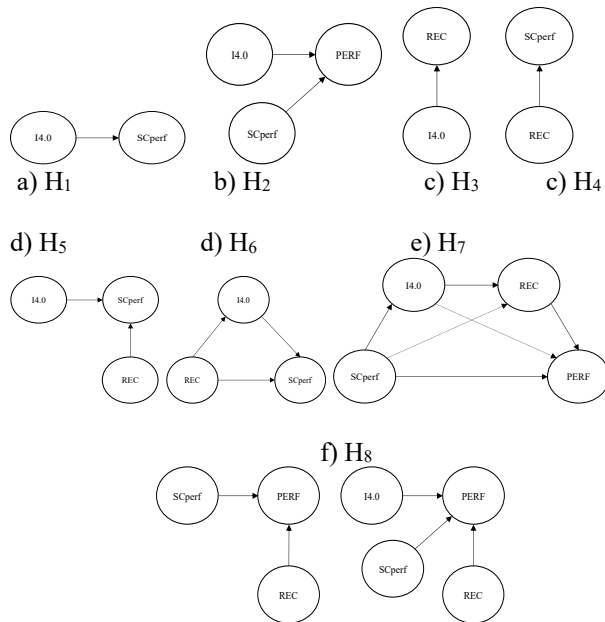 I4.0
SCperf
a) H1
I4.0
PERF
SCperf
b) H2
REC
I4.0
c) H3
SCperf
REC
c) H4
d) H5
I4.0
SCperf
REC
d) H6
I4.0
REC
SCperf
e) H7
I4.0
REC
SCperf
PERF
f) H8
SCperf
PERF
REC
I4.0
PERF
SCperf
REC